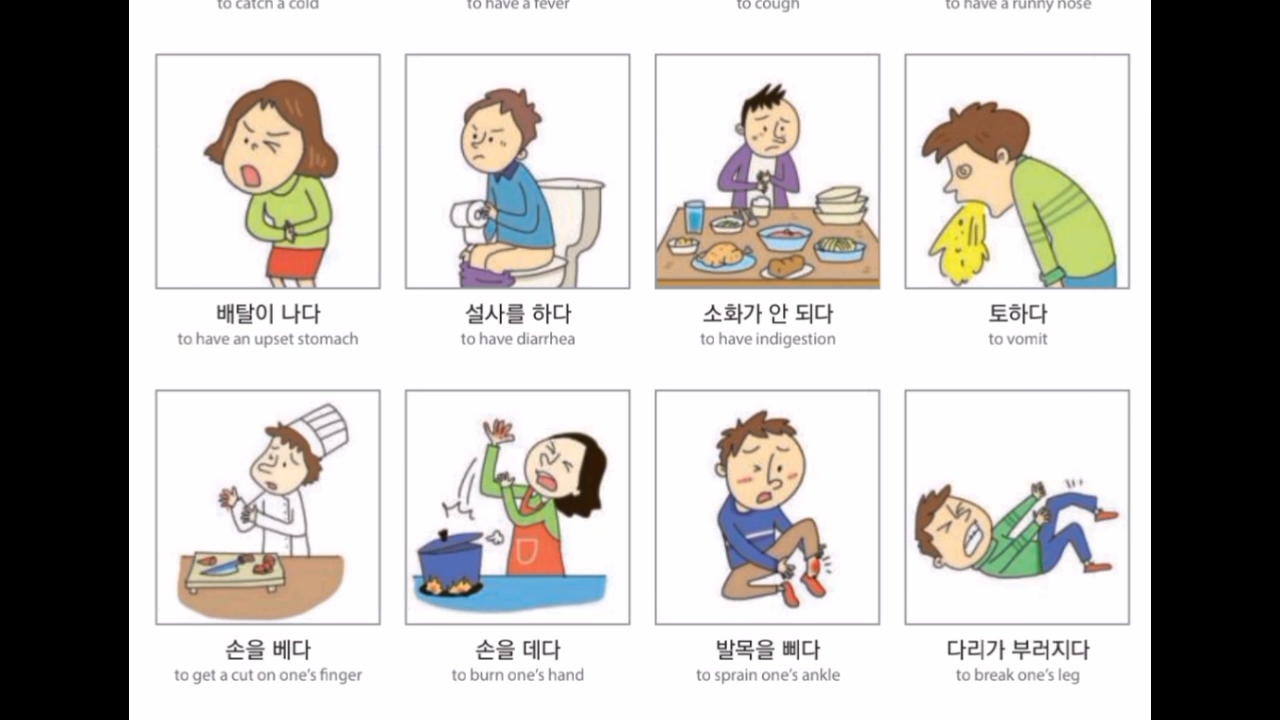 to catch a cold
to have a fever
to cough
to have a runny nose
배탈이 나다
설사를 하다
소화가 안 되다
토하다
to have an upset stomach
to have diarrhea
to have indigestion
to vomit
손을 베다
손을 데다
발목을 삐다
다리가 부러지다
to get a cut on one's finger
to burn one's hand
to sprain one's ankle
to break one's leg